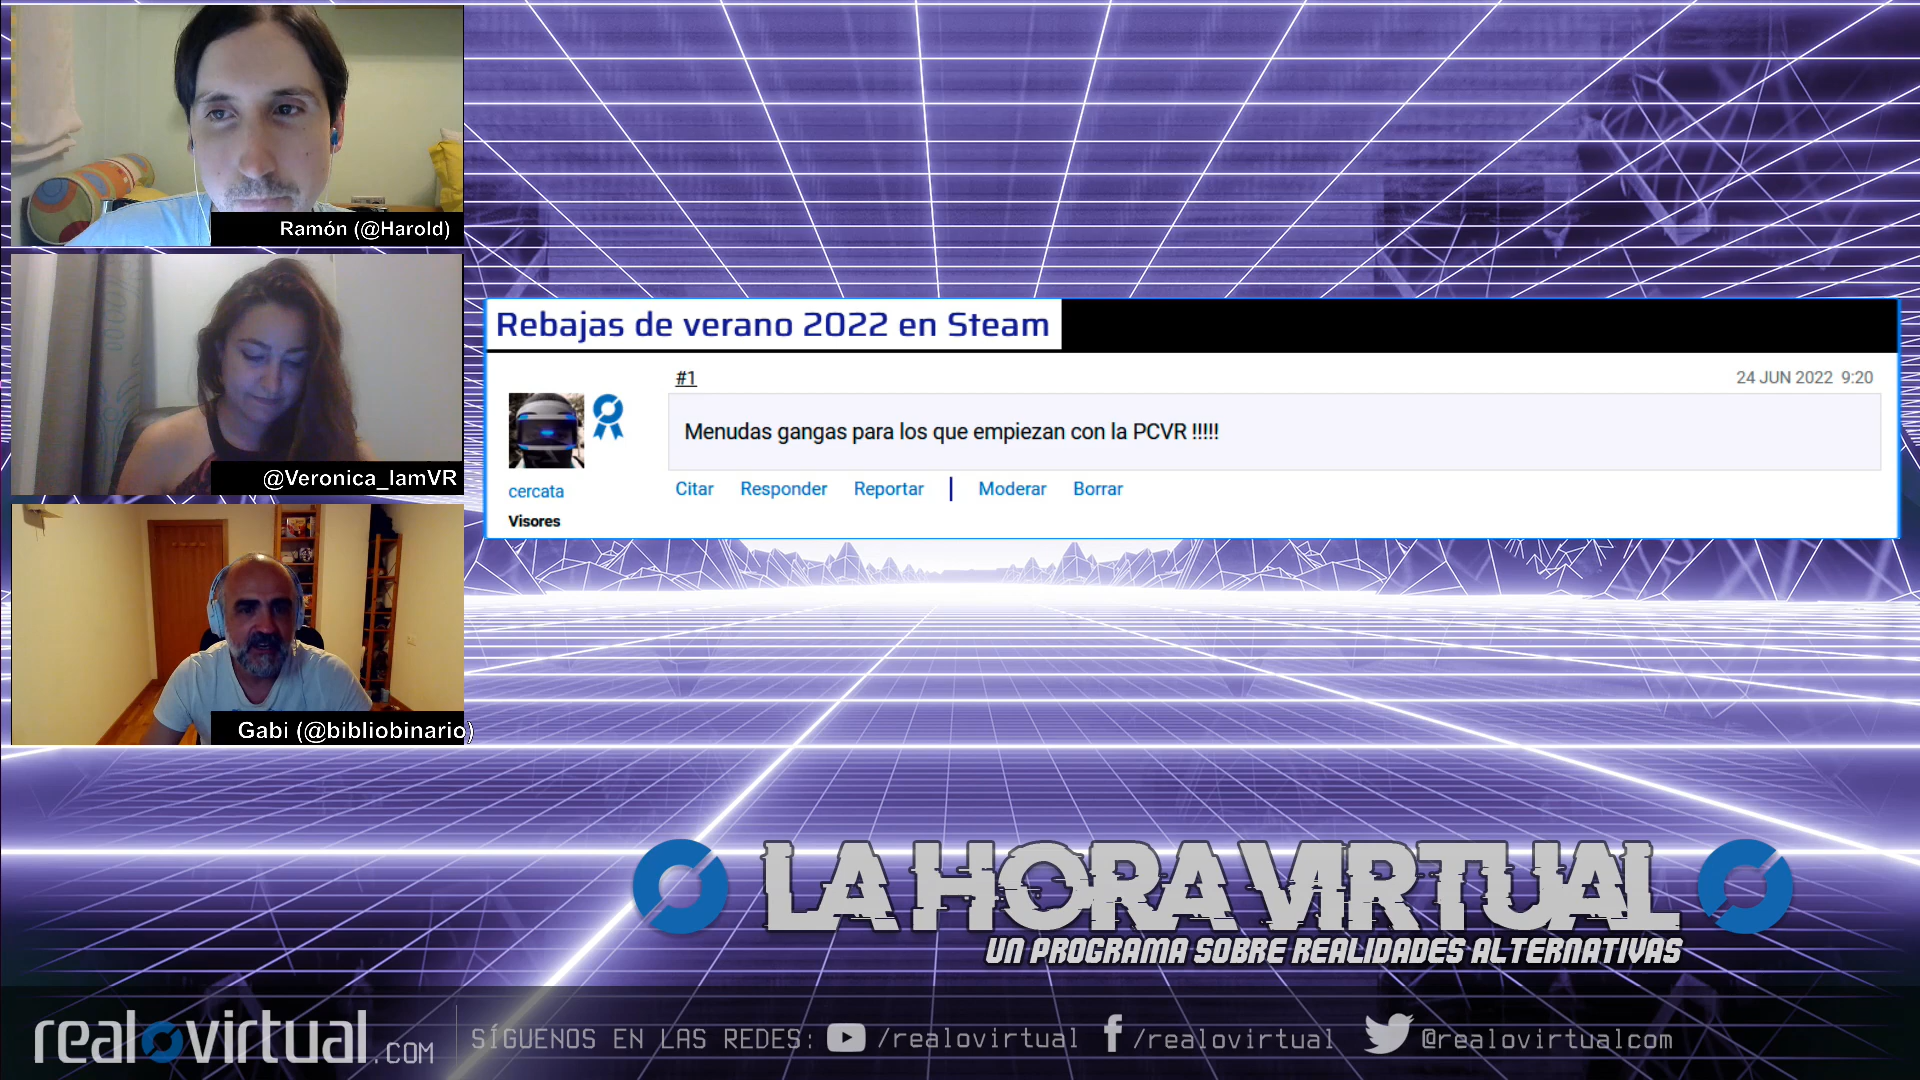 Ramón (@Harold)
@Veronica_IamVR
Gabi (@bibliobinario)
Rebajas de verano 2022 en Steam
#1
24 JUN 2022 9:20
Menudas gangas para los que empiezan con la PCVR !!!!!
cercata
Citar Responder Reportar | Moderar Borrar
Visores
LA HORA VIRTUAL
UN PROGRAMA SOBRE REALIDADES ALTERNATIVAS
realovirtual.com SÍGUENOS EN LAS REDES: /realovirtual /realovirtual @realovirtualcom